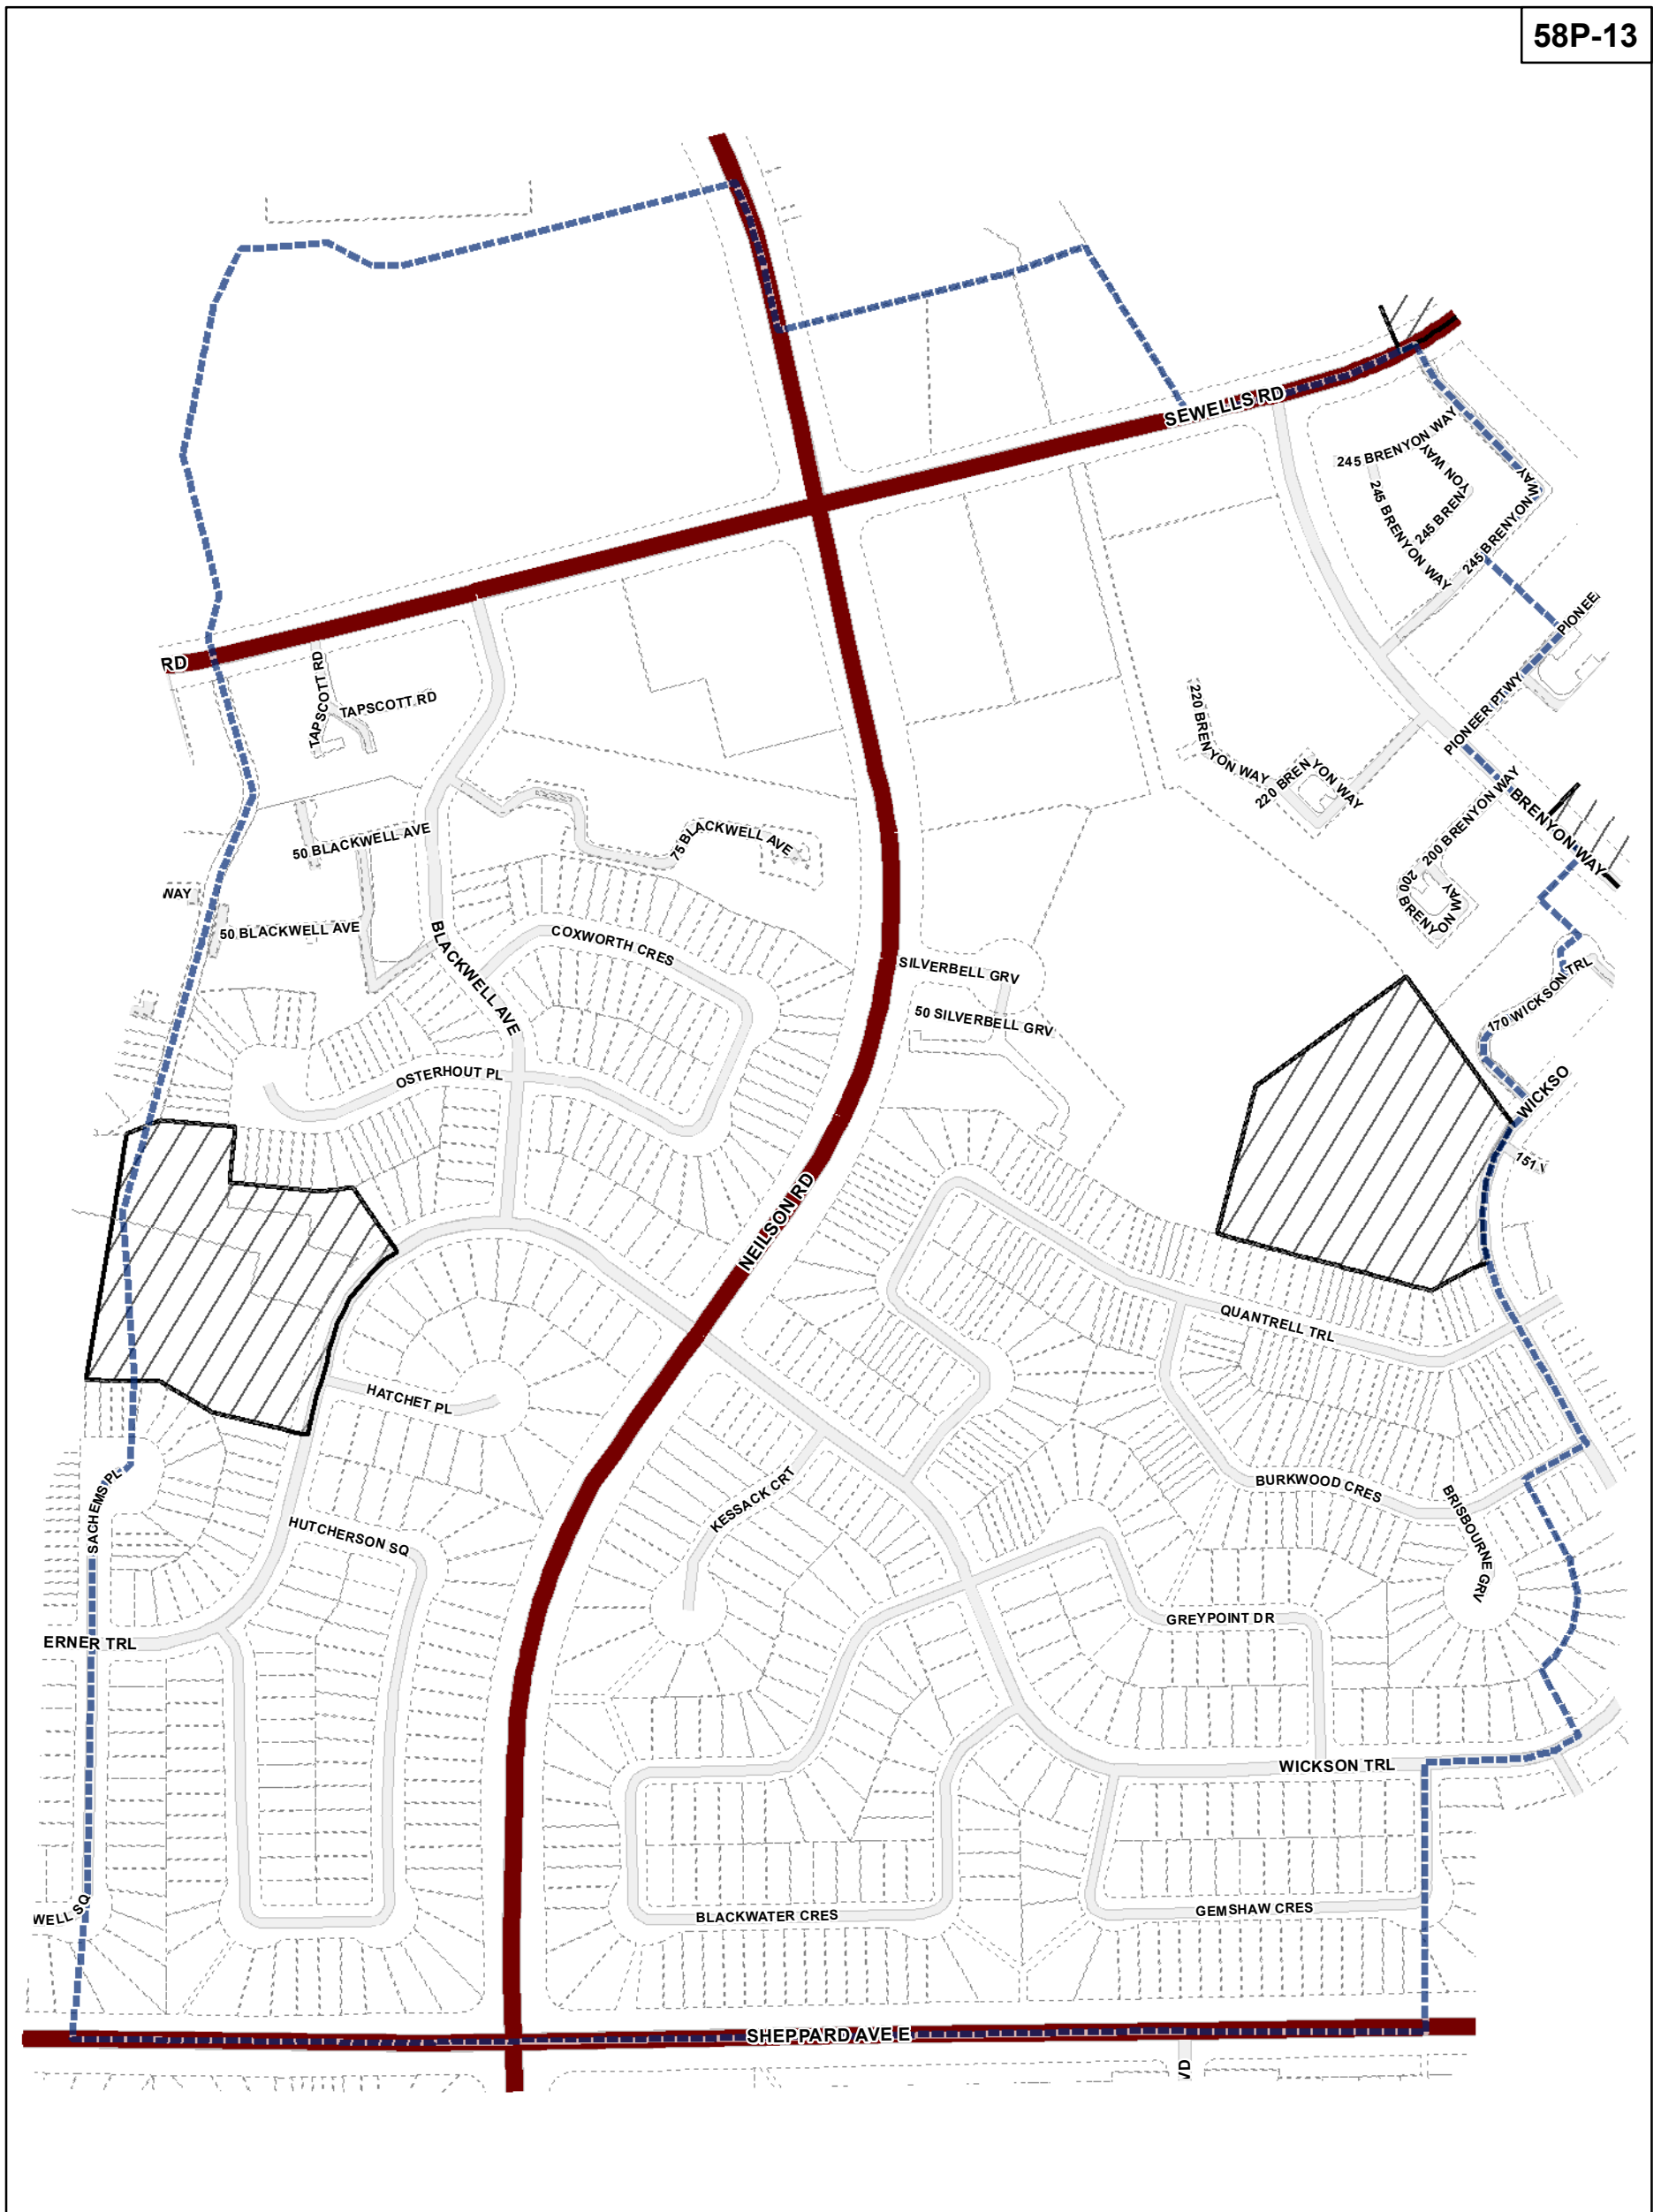 58P-13
SEWELLS RD
245 BRENYON WAY
YON WAY
245 BREN
245 BRENYON WAY
245 BRENYON
WAY
PIONEE
RD
TAPSCOTT RD
TAPSCOTT RD
PIONEER PTWY
220 BRENYON WAY
220 BRENYON WAY
BRENYON WAY
200 BRENYON WAY
200 BRENYON WAY
50 BLACKWELL AVE
75 BLACKWELL AVE
WAY
50 BLACKWELL AVE
BLACKWELL AVE
COXWORTH CRES
SILVERBELL GRV
50 SILVERBELL GRV
170 WICKSON TRL
OSTERHOUT PL
WICKSO
151 
NEILSON RD
QUANTRELL TRL
HATCHET PL
SACHEMS PL
KESSACK CRT
BURKWOOD CRES
BRISBOURNE GRV
HUTCHERSON SQ
GREYPOINT DR
ERNER TRL
WICKSON TRL
WELL SQ
BLACKWATER CRES
GEMSHAW CRES
SHEPPARD AVE E
VD